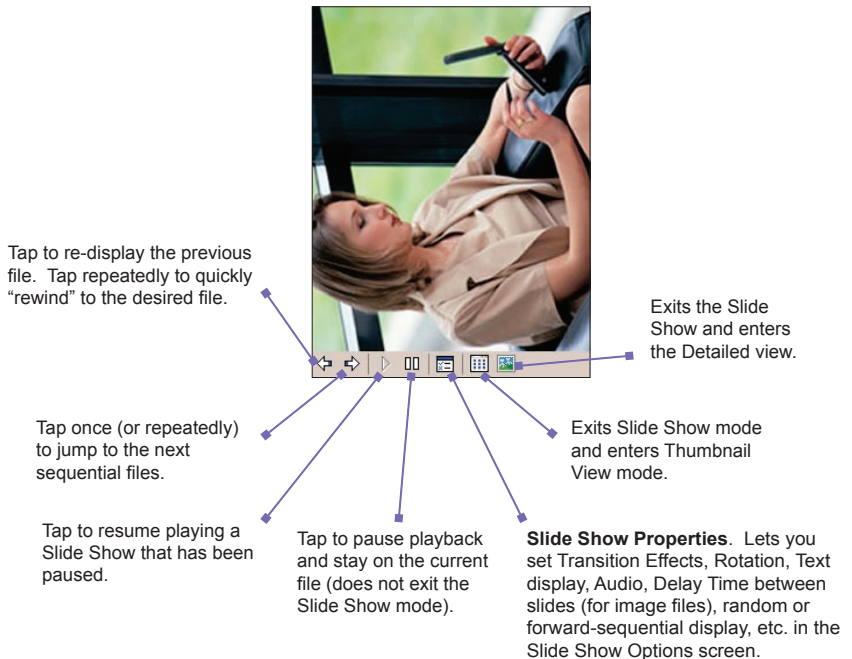 Tap to re-display the previous
file.  Tap repeatedly to quickly
“rewind” to the desired file.
Exits the Slide
Show and enters
the Detailed view.
Tap once (or repeatedly)
to jump to the next
sequential files.
Exits Slide Show mode
and enters Thumbnail
View mode.
Tap to resume playing a
Slide Show that has been
paused.
Tap to pause playback
and stay on the current
file (does not exit the
Slide Show mode).
Slide Show Properties.  Lets you
set Transition Effects, Rotation, Text
display, Audio, Delay Time between
slides (for image files), random or
forward-sequential display, etc. in the
Slide Show Options screen.